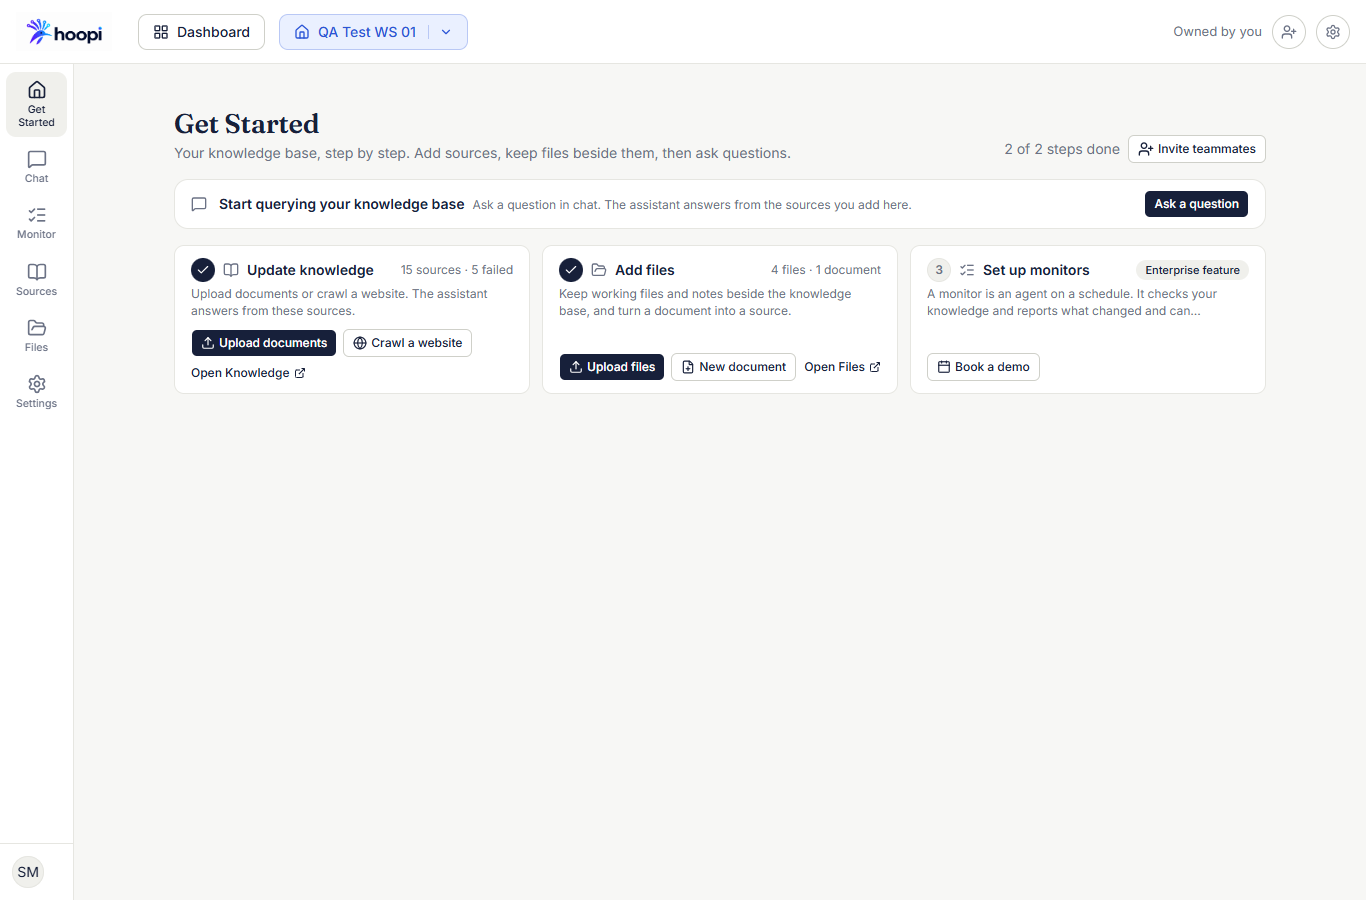 hoopi
Dashboard
QA Test WS 01
Owned by you
Get
Started
Chat
Monitor
Sources
Files
Settings
SM
Get Started
Your knowledge base, step by step. Add sources, keep files beside them, then ask questions.
2 of 2 steps done
Invite teammates
Start querying your knowledge base Ask a question in chat. The assistant answers from the sources you add here.
Ask a question
Update knowledge 15 sources · 5 failed
Upload documents or crawl a website. The assistant
answers from these sources.
Upload documents
Crawl a website
Open Knowledge
Add files 4 files · 1 document
Keep working files and notes beside the knowledge
base, and turn a document into a source.
Upload files
New document
Open Files
3 Set up monitors Enterprise feature
A monitor is an agent on a schedule. It checks your
knowledge and reports what changed and can...
Book a demo